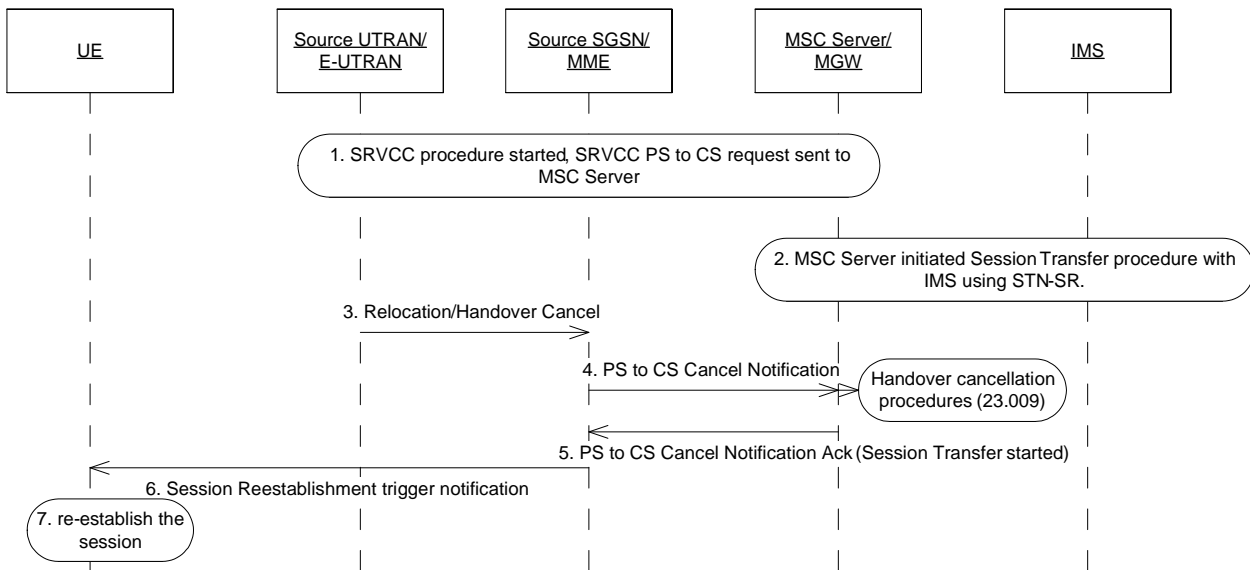 UE
Source UTRAN/
E-UTRAN
Source SGSN/
MME
MSC Server/
MGW
IMS
1. SRVCC procedure started, SRVCC PS to CS request sent to
MSC Server
2. MSC Server initiated Session Transfer procedure with
IMS using STN-SR.
3. Relocation/Handover Cancel
4. PS to CS Cancel Notification
Handover cancellation
procedures (23.009)
5. PS to CS Cancel Notification Ack (Session Transfer started)
6. Session Reestablishment trigger notification
7. re-establish the
session